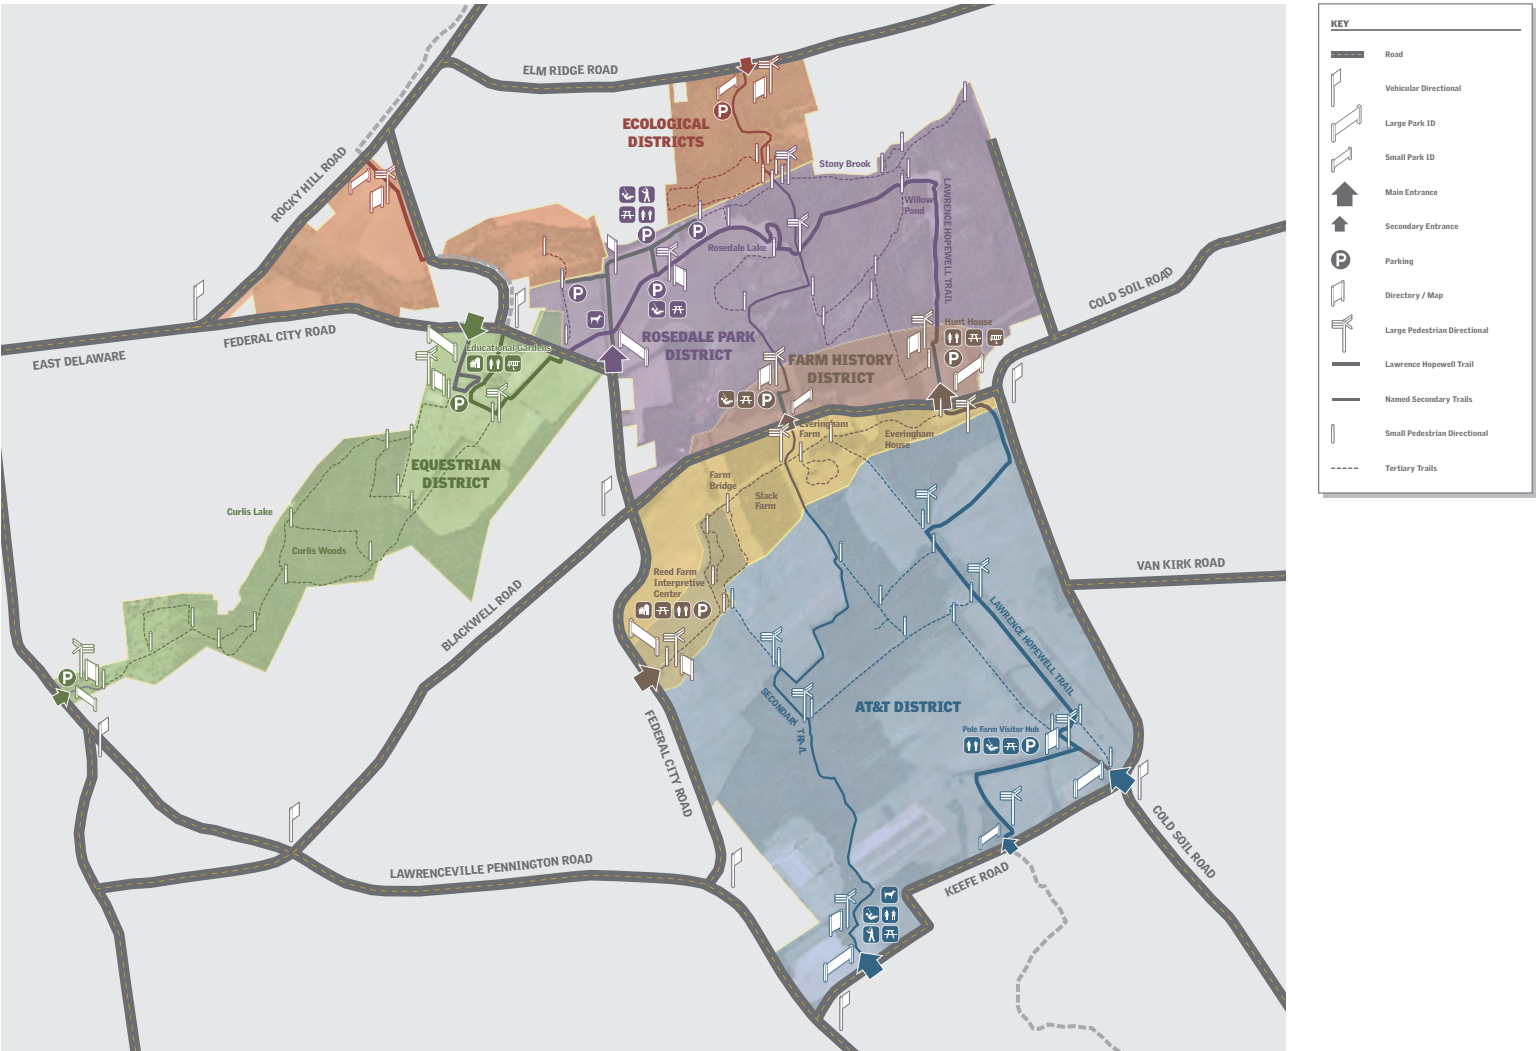 ELM RIDGE ROAD
ECOLOGICAL
DISTRICTS
ROCKY HILL ROAD
Stony Brook
Willow
Pond
LAWRENCE HOPEWELL TRAIL
Rosedale Lake
COLD SOIL ROAD
FEDERAL CITY ROAD
EAST DELAWARE
Educational Gardens
ROSEDALE PARK
DISTRICT
Hunt House
FARM HISTORY
DISTRICT
Everingham
Farm
Everingham
House
EQUESTRIAN
DISTRICT
Farm
Bridge
Slack
Farm
Curlis Lake
Curlis Woods
Reed Farm
Interpretive
Center
VAN KIRK ROAD
BLACKWELL ROAD
LAWRENCE HOPEWELL TRAIL
SECONDARY TRAIL
AT&T DISTRICT
Pole Farm Visitor Hub
FEDERAL CITY ROAD
COLD SOIL ROAD
KEEFE ROAD
LAWRENCEVILLE PENNINGTON ROAD
P
P
P
P
P
P
P
P
P
P
P
P
KEY
Road
Vehicular Directional
Large Park ID
Small Park ID
Main Entrance
Secondary Entrance
P
Parking
Directory / Map
Large Pedestrian Directional
Lawrence Hopewell Trail
Named Secondary Trails
Small Pedestrian Directional
Tertiary Trails